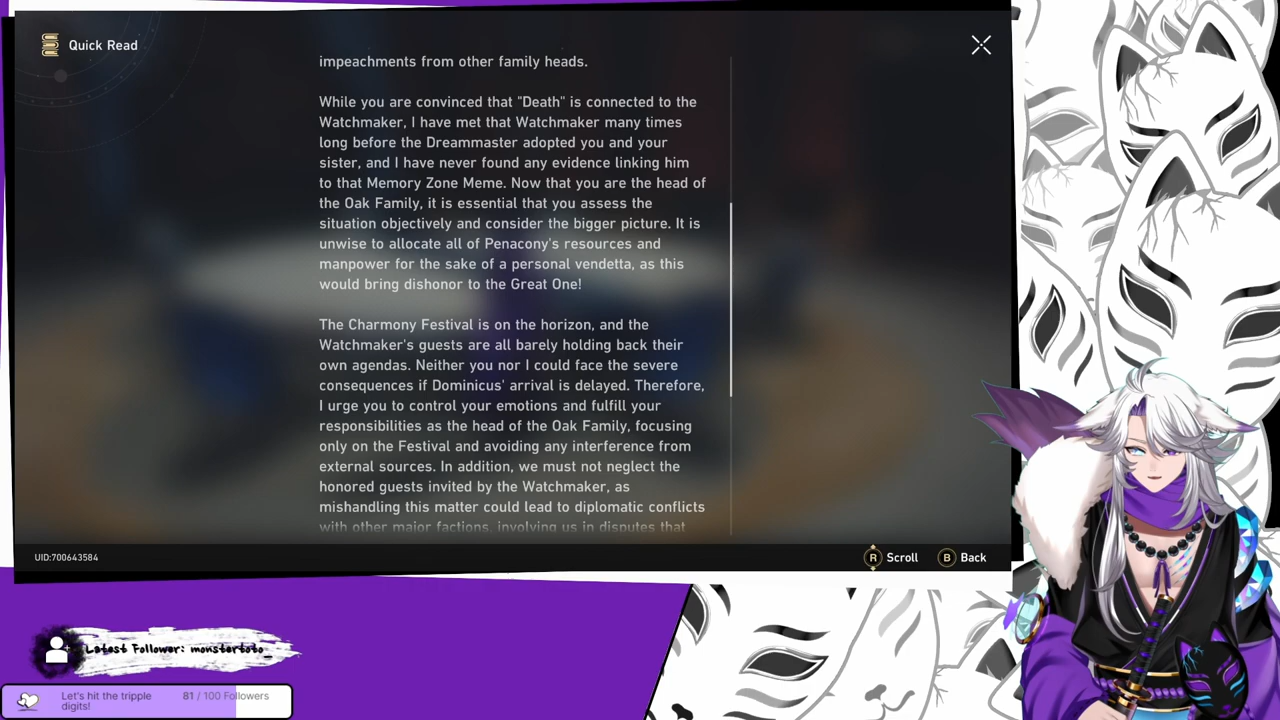 Quick Read
impeachments from other family heads.
While you are convinced that "Death" is connected to the
Watchmaker, I have met that Watchmaker many times
long before the Dreammaster adopted you and your
sister, and I have never found any evidence linking him
to that Memory Zone Meme. Now that you are the head of
the Oak Family, it is essential that you assess the
situation objectively and consider the bigger picture. It is
unwise to allocate all of Penacony's resources and
manpower for the sake of a personal vendetta, as this
would bring dishonor to the Great One!
The Charmony Festival is on the horizon, and the
Watchmaker's guests are all barely holding back their
own agendas. Neither you nor I could face the severe
consequences if Dominicus' arrival is delayed. Therefore,
I urge you to control your emotions and fulfill your
responsibilities as the head of the Oak Family, focusing
only on the Festival and avoiding any interference from
external sources. In addition, we must not neglect the
honored guests invited by the Watchmaker, as
mishandling this matter could lead to diplomatic conflicts
with other major factions, involving us in disputes that
UID:700643584
R Scroll B Back
Latest Follower: monstertoto_
Let's hit the tripple
digits!
81 / 100 Followers